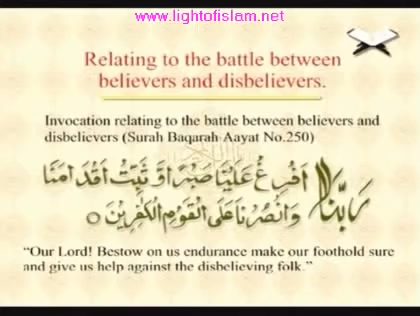 www.lightofislam.net
Relating to the battle between
believers and disbelievers.
Invocation relating to the battle between believers and
disbelievers (Surah Baqarah Aayat No.250)
رَبَّنَا اَفْرِغْ عَلَيْنَا صَبْرًا وَّ ثَبِّتْ اَقْدَامَنَا
وَانْصُرْنَا عَلَى الْقَوْمِ الْكٰفِرِيْنَ
“Our Lord! Bestow on us endurance make our foothold sure
and give us help against the disbelieving folk.”